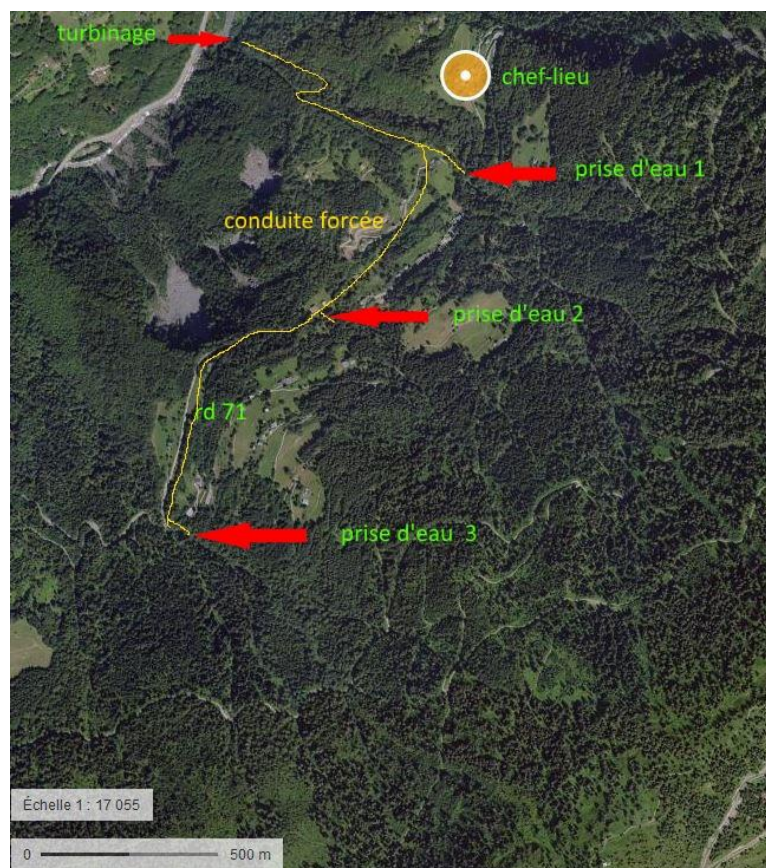 turbinage
chef-lieu
prise d'eau 1
conduite forcée
prise d'eau 2
rd 71
prise d'eau 3
Échelle 1 : 17 055
0 500 m